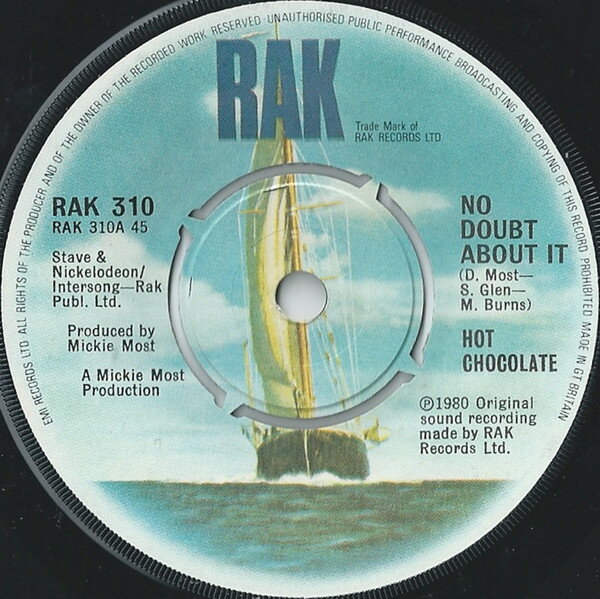 EMI RECORDS LTD ALL RIGHTS OF THE PRODUCER AND OF THE OWNER OF THE RECORDED WORK RESERVED UNAUTHORISED PUBLIC PERFORMANCE BROADCASTING AND COPYING OF THIS RECORD PROHIBITED MADE IN GT BRITAIN
RAK
Trade Mark of
RAK RECORDS LTD
RAK 310
RAK 310A 45
Stave &
Nickelodeon/
Intersong—Rak
Publ. Ltd.
Produced by
Mickie Most
A Mickie Most
Production
NO
DOUBT
ABOUT IT
(D. Most—
S. Glen—
M. Burns)
HOT
CHOCOLATE
℗1980 Original
sound recording
made by RAK
Records Ltd.